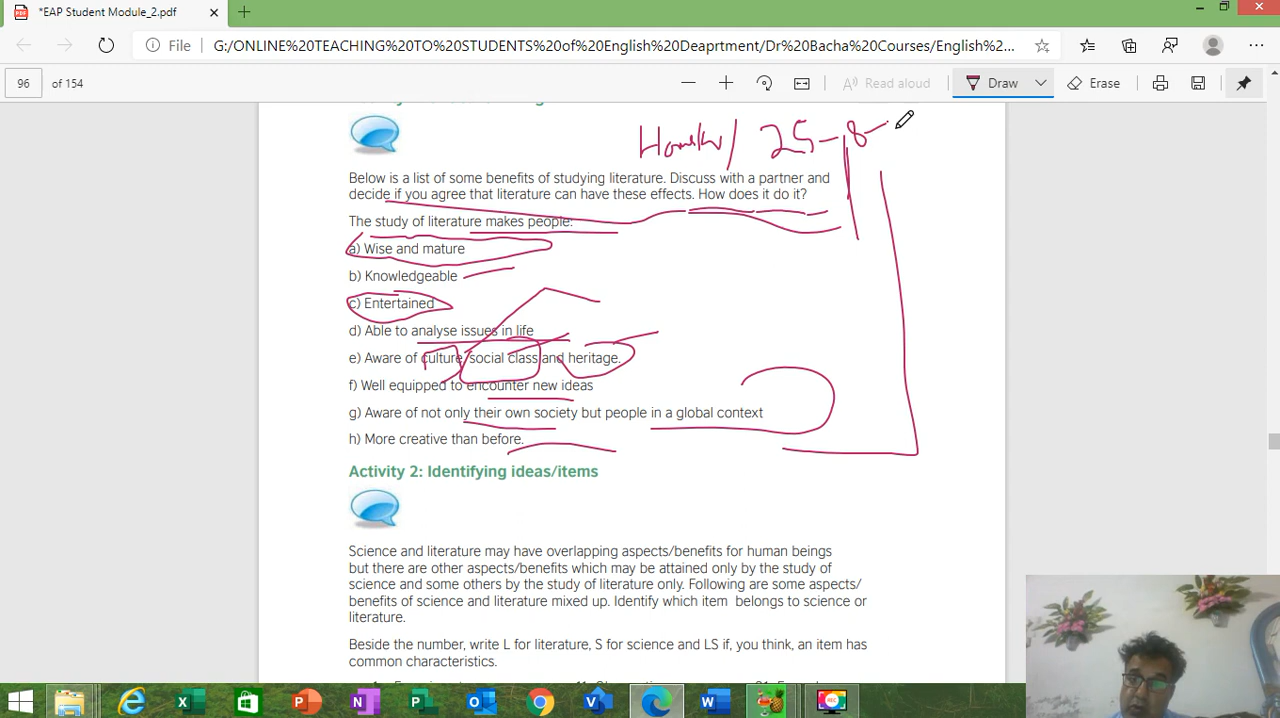 *EAP Student Module_2.pdf
File G:/ONLINE%20TEACHING%20TO%20STUDENTS%20of%20English%20Deaprtment/Dr%20Bacha%20Courses/English%2...
96 of 154 Read aloud Draw Erase
25-8-
Below is a list of some benefits of studying literature. Discuss with a partner and
decide if you agree that literature can have these effects. How does it do it?
The study of literature makes people:
a) Wise and mature
b) Knowledgeable
c) Entertained
d) Able to analyse issues in life
e) Aware of culture, social class and heritage.
f) Well equipped to encounter new ideas
g) Aware of not only their own society but people in a global context
h) More creative than before.
Activity 2: Identifying ideas/items
Science and literature may have overlapping aspects/benefits for human beings
but there are other aspects/benefits which may be attained only by the study of
science and some others by the study of literature only. Following are some aspects/
benefits of science and literature mixed up. Identify which item belongs to science or
literature.
Beside the number, write L for literature, S for science and LS if, you think, an item has
common characteristics.